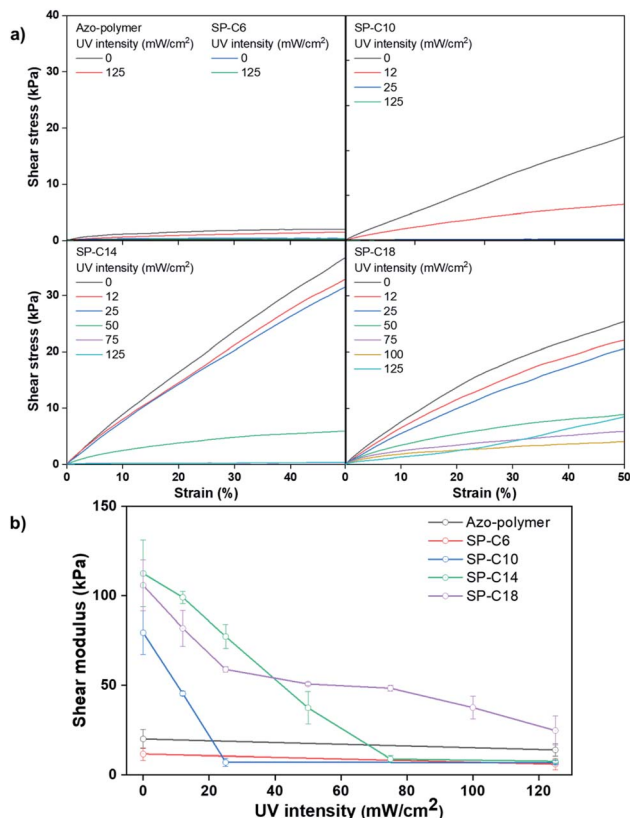 a)
Shear stress (kPa)
40
30
20
10
0
Azo-polymer
UV intensity (mW/cm²)
0
125
SP-C6
UV intensity (mW/cm²)
0
125
SP-C10
UV intensity (mW/cm²)
0
12
25
125
Shear stress (kPa)
30
20
10
0
SP-C14
UV intensity (mW/cm²)
0
12
25
50
75
125
SP-C18
UV intensity (mW/cm²)
0
12
25
50
75
100
125
0 10 20 30 40 0 10 20 30 40 50
Strain (%) Strain (%)
b)
Shear modulus (kPa)
150
100
50
0
Azo-polymer
SP-C6
SP-C10
SP-C14
SP-C18
0 20 40 60 80 100 120
UV intensity (mW/cm²)